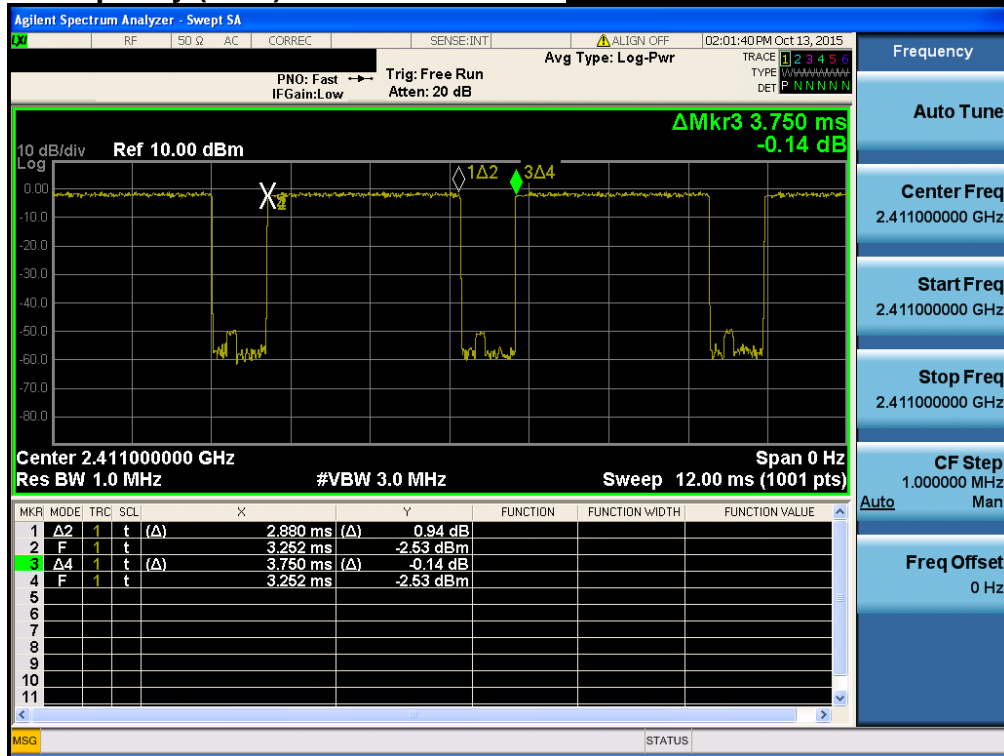 Agilent Spectrum Analyzer - Swept SA
LXI RF 50 Ω AC CORREC SENSE:INT ALIGN OFF 02:01:40 PM Oct 13, 2015
Avg Type: Log-Pwr TRACE 1 2 3 4 5 6
PNO: Fast Trig: Free Run TYPE WWWWWW
IFGain:Low Atten: 20 dB DET P N N N N N
ΔMkr3 3.750 ms
-0.14 dB
10 dB/div Ref 10.00 dBm
Log
1Δ2 3Δ4
0.00
-10.0
-20.0
-30.0
-40.0
-50.0
-60.0
-70.0
-80.0
Center 2.411000000 GHz Span 0 Hz
Res BW 1.0 MHz #VBW 3.0 MHz Sweep 12.00 ms (1001 pts)
MKR MODE TRC SCL X Y FUNCTION FUNCTION WIDTH FUNCTION VALUE
1 Δ2 1 t (Δ) 2.880 ms (Δ) 0.94 dB
2 F 1 t 3.252 ms -2.53 dBm
3 Δ4 1 t (Δ) 3.750 ms (Δ) -0.14 dB
4 F 1 t 3.252 ms -2.53 dBm
5
6
7
8
9
10
11
MSG STATUS
Frequency
Auto Tune
Center Freq
2.411000000 GHz
Start Freq
2.411000000 GHz
Stop Freq
2.411000000 GHz
CF Step
1.000000 MHz
Auto Man
Freq Offset
0 Hz